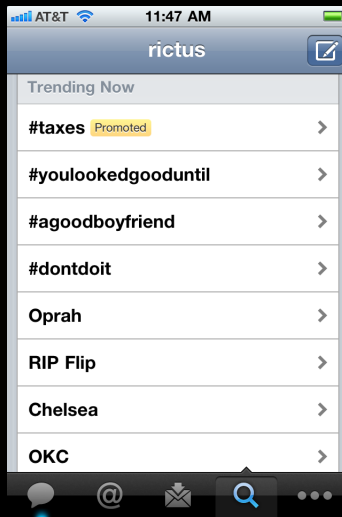 AT&T 11:47 AM
rictus
Trending Now
#taxes Promoted
#youlookedgooduntil
#agoodboyfriend
#dontdoit
Oprah
RIP Flip
Chelsea
OKC
@